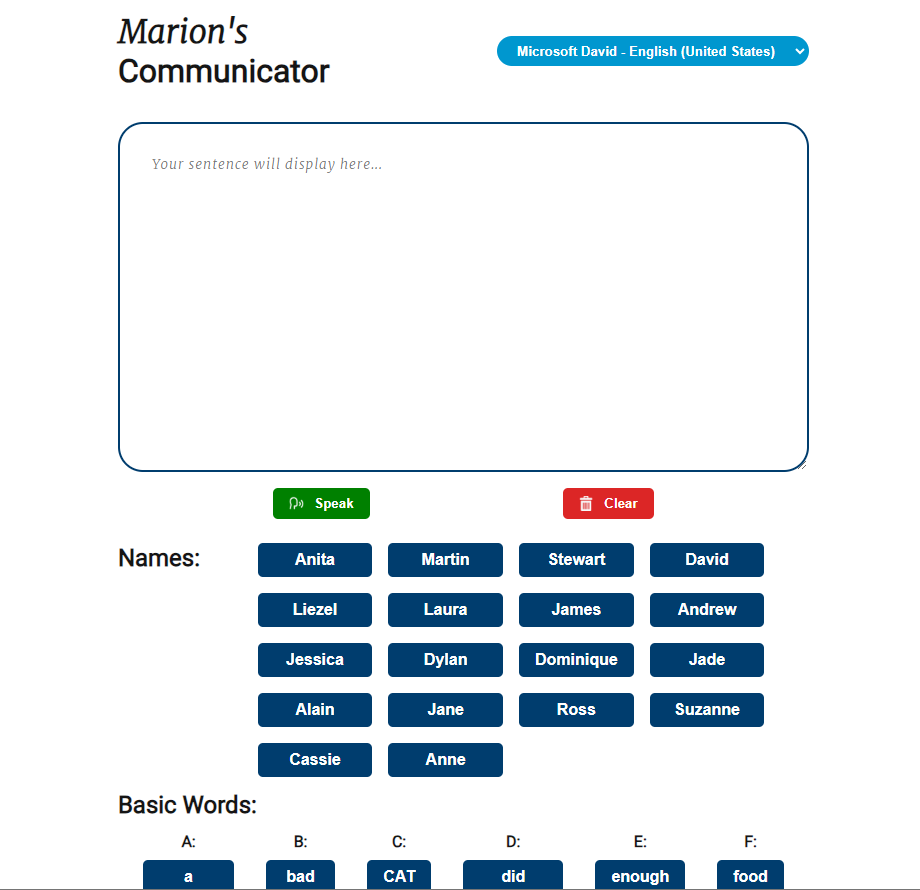 Marion's
Communicator
Microsoft David - English (United States)
Your sentence will display here...
Speak
Clear
Names:
Anita Martin Stewart David
Liezel Laura James Andrew
Jessica Dylan Dominique Jade
Alain Jane Ross Suzanne
Cassie Anne
Basic Words:
A: B: C: D: E: F:
a bad CAT did enough food